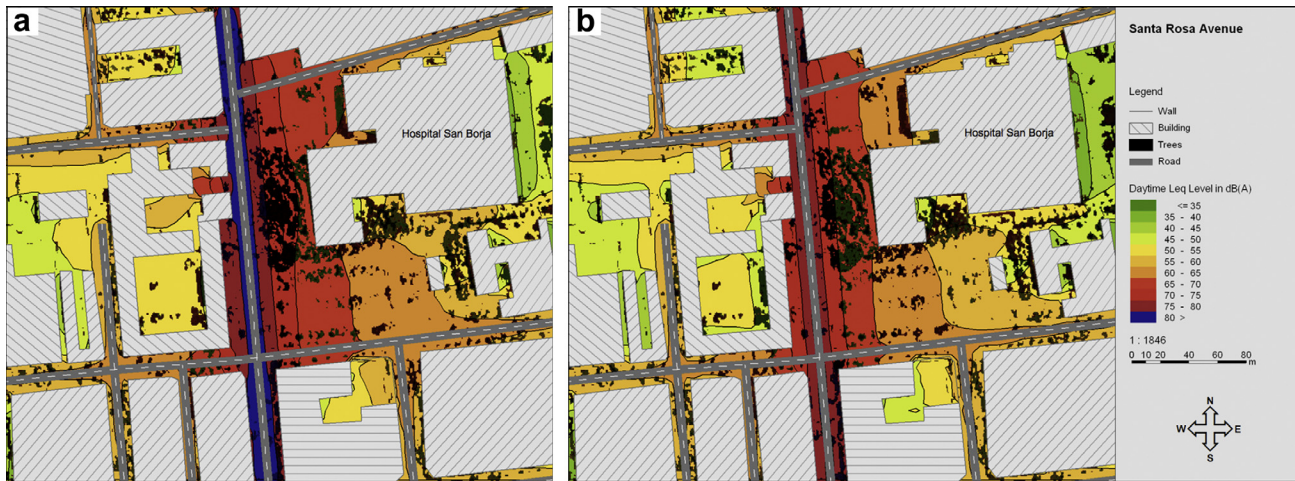 a
b
Hospital San Borja
Hospital San Borja
Santa Rosa Avenue
Legend
Wall
Building
Trees
Road
Daytime Leq Level in dB(A)
<= 35
35 - 40
40 - 45
45 - 50
50 - 55
55 - 60
60 - 65
65 - 70
70 - 75
75 - 80
80 >
1 : 1846
0 10 20 40 60 80
m
N
W E
S